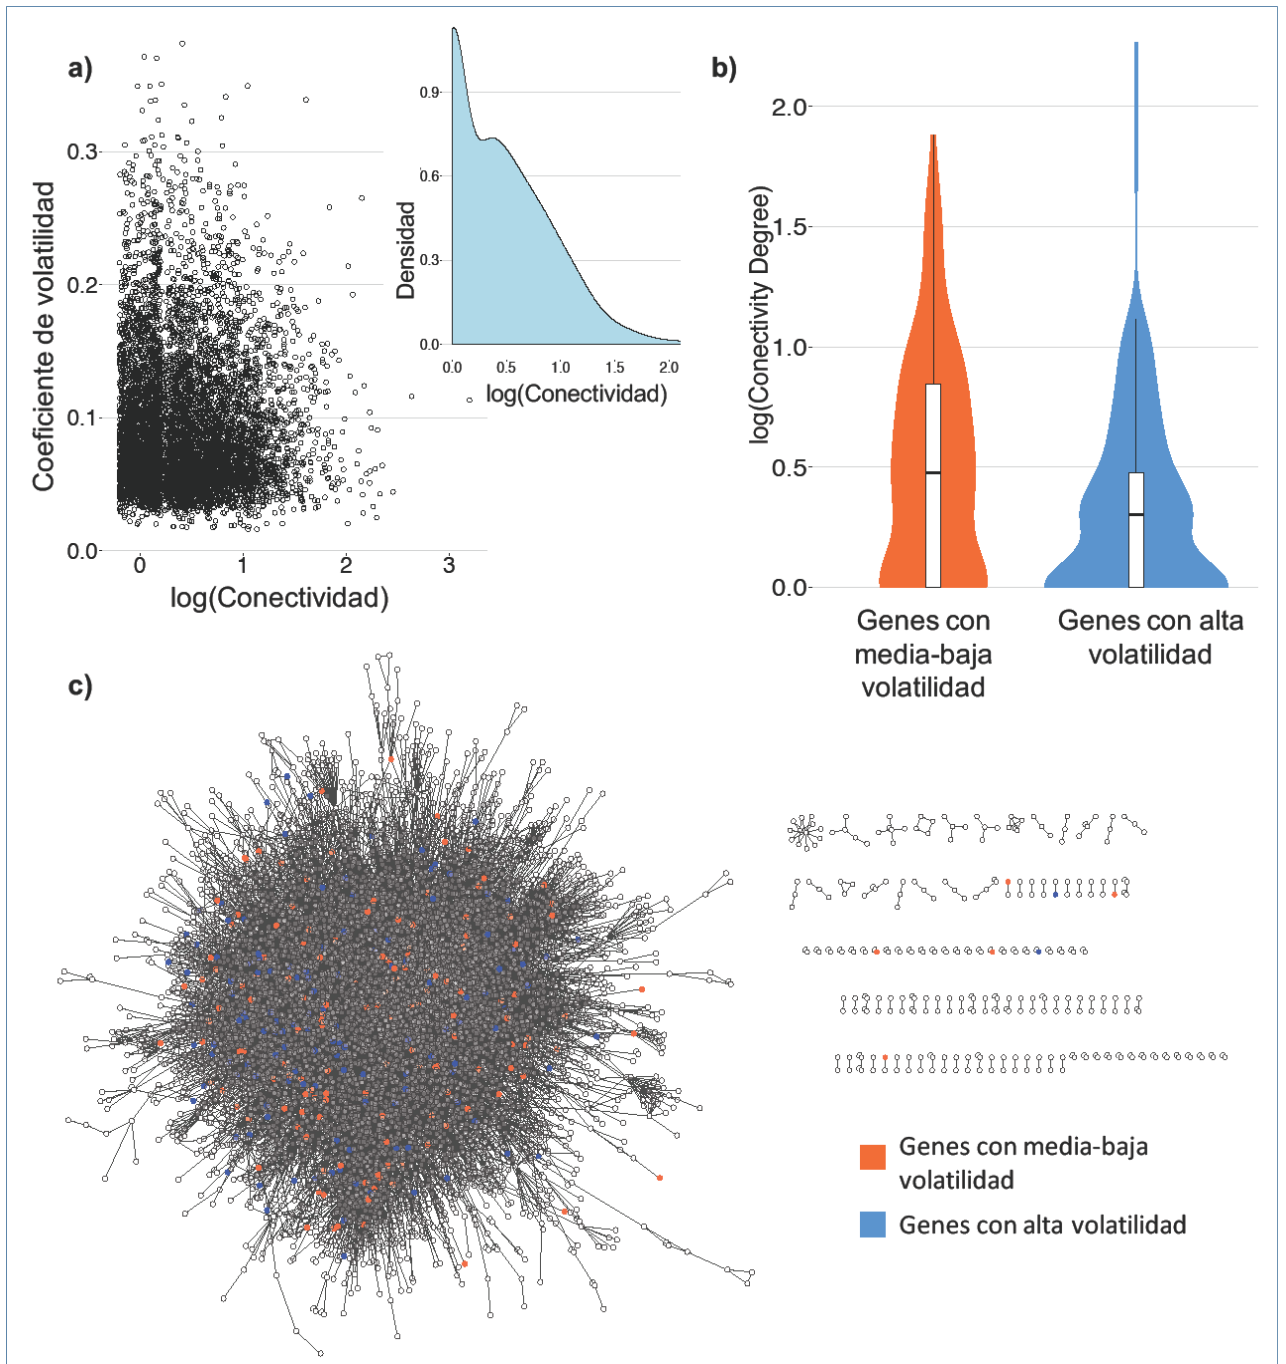 a)
Coeficiente de volatilidad
0.3
0.2
0.1
0.0
0 1 2 3
log(Conectividad)
Densidad
0.9
0.6
0.3
0.0
0.0 0.5 1.0 1.5 2.0
log(Conectividad)
b)
log(Conectivity Degree)
2.0
1.5
1.0
0.5
0.0
Genes con
media-baja
volatilidad
Genes con alta
volatilidad
c)
Genes con media-baja
volatilidad
Genes con alta volatilidad